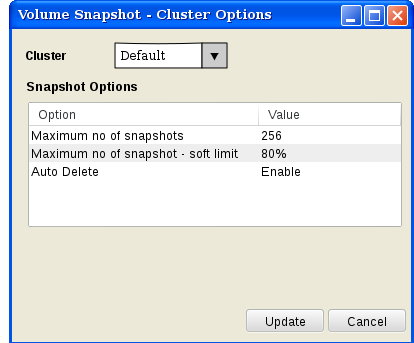 Volume Snapshot - Cluster Options
Cluster Default
Snapshot Options
Option Value
Maximum no of snapshots 256
Maximum no of snapshot - soft limit 80%
Auto Delete Enable
Update Cancel